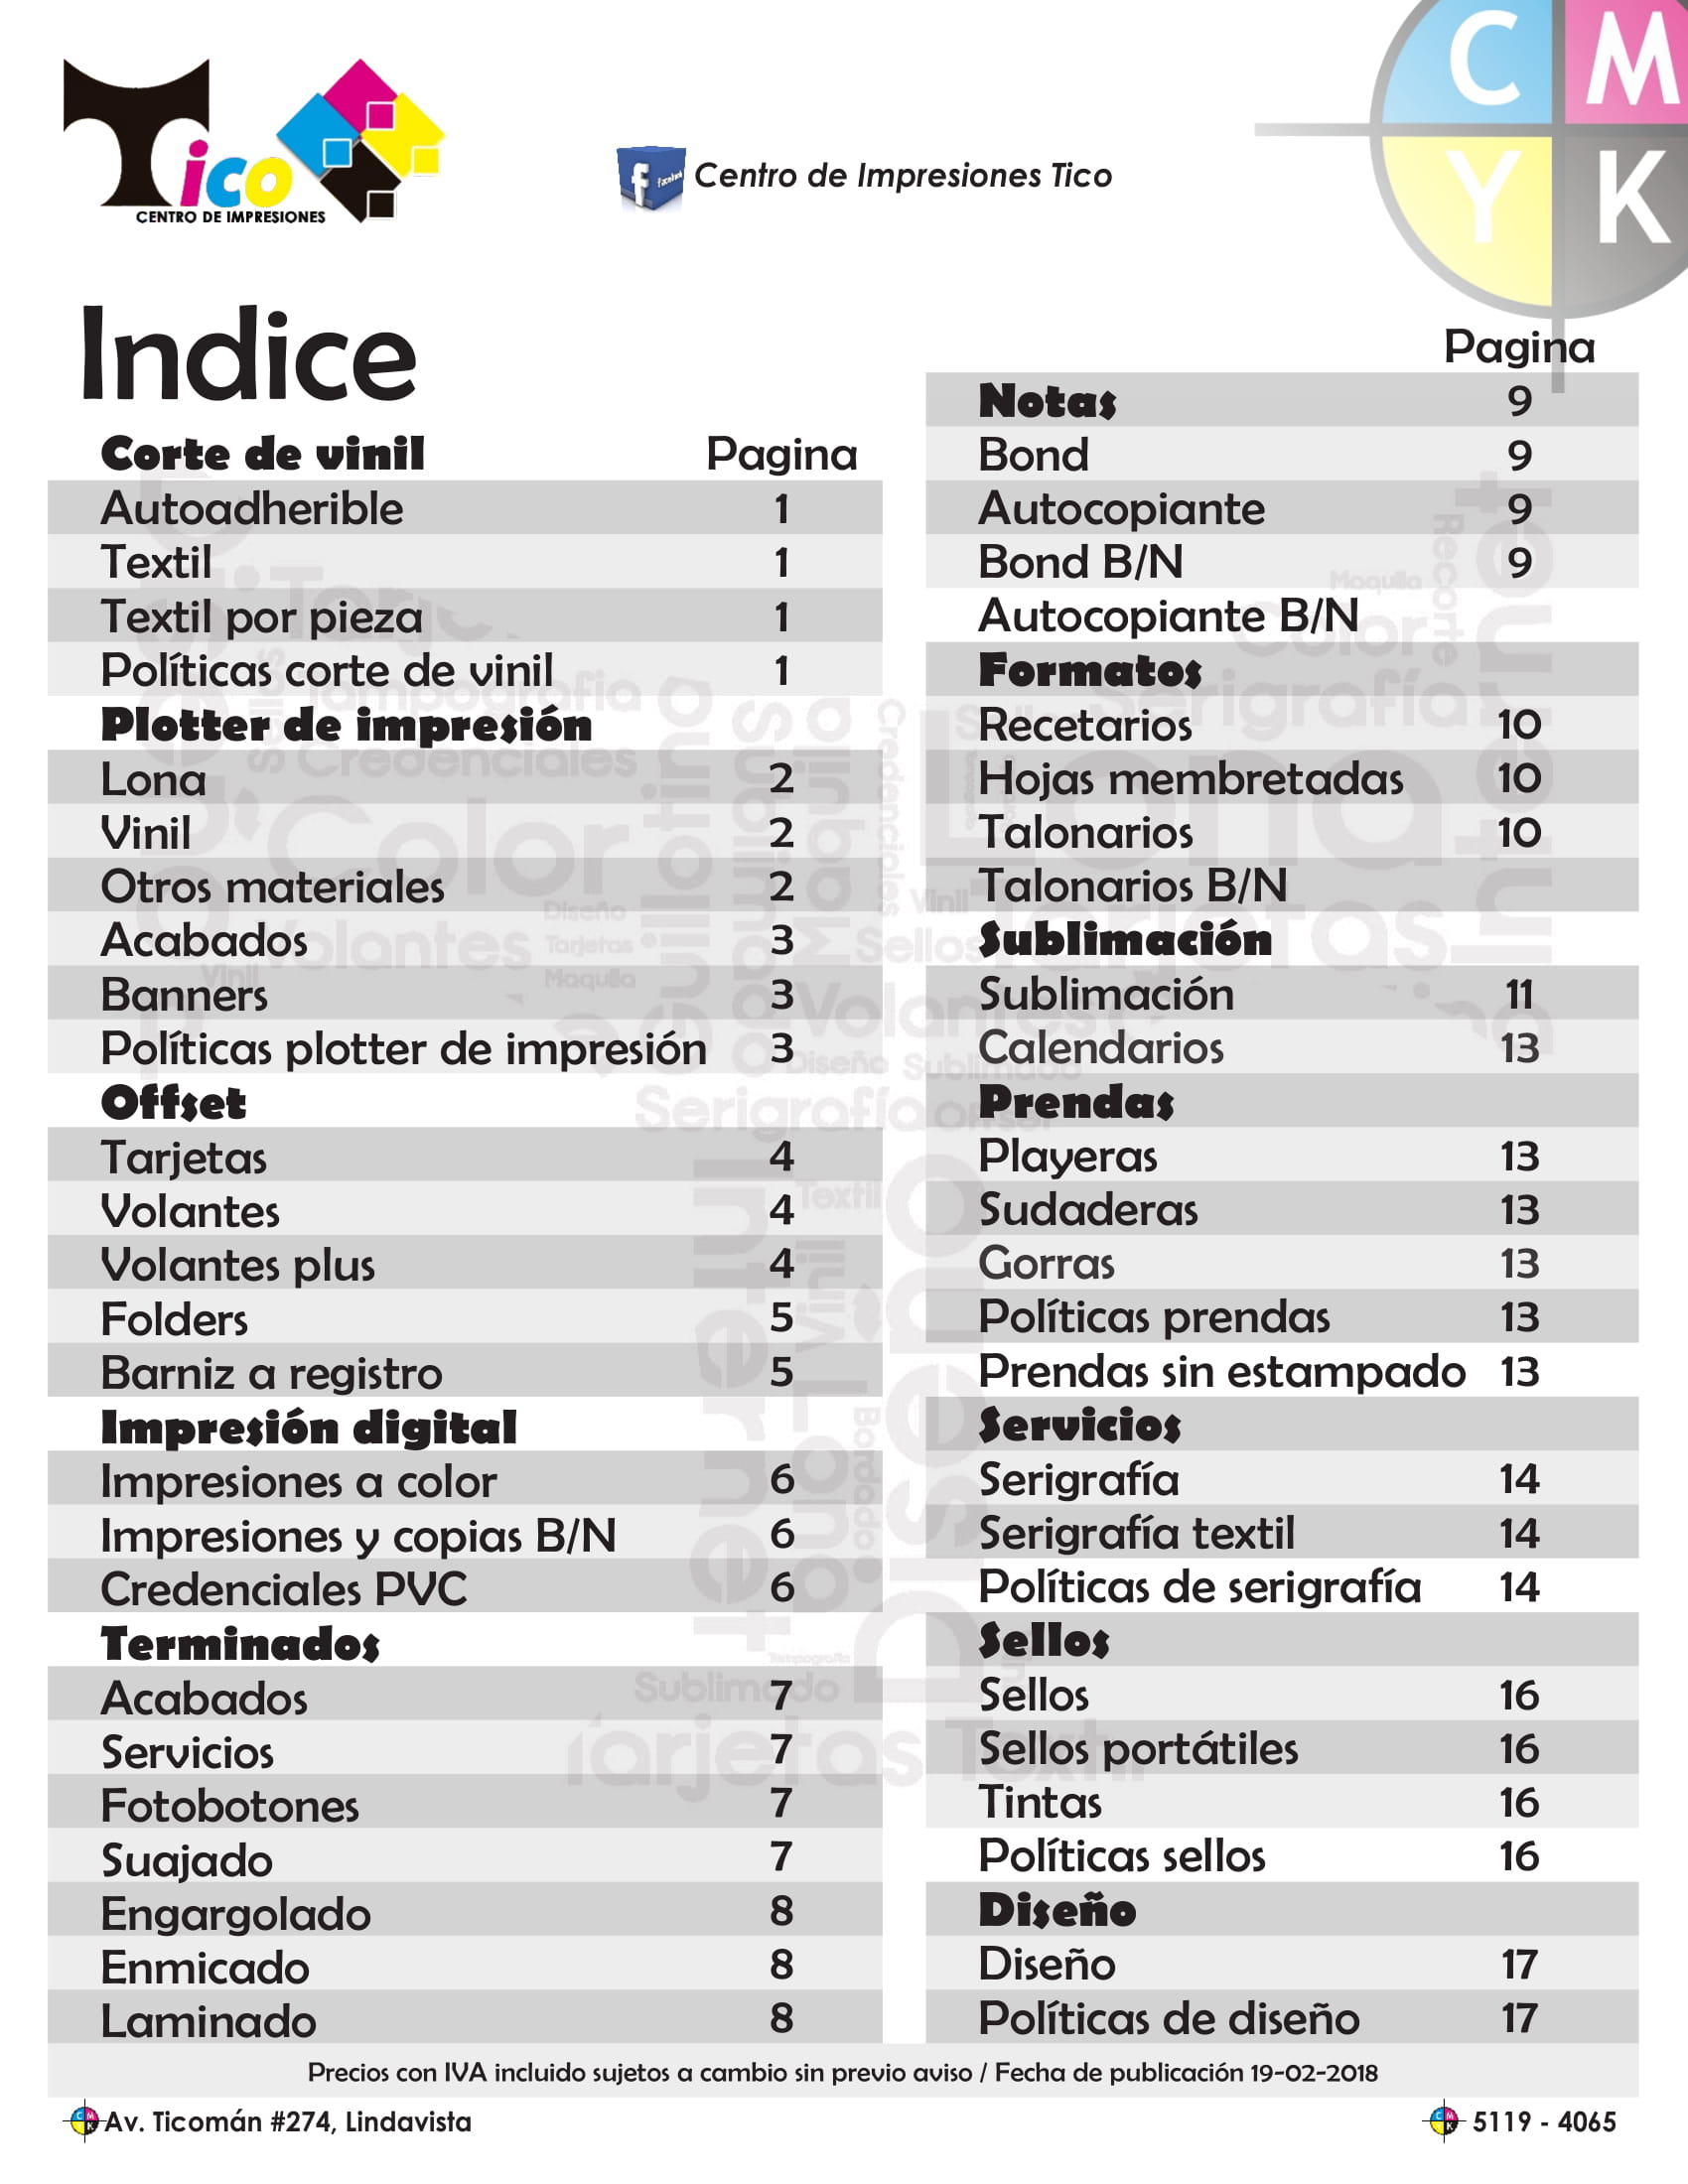 Tico
CENTRO DE IMPRESIONES
facebook
Centro de Impresiones Tico
C M
Y K
Indice
Corte de vinil Pagina
Autoadherible 1
Textil 1
Textil por pieza 1
Políticas corte de vinil 1
Plotter de impresión
Lona 2
Vinil 2
Otros materiales 2
Acabados 3
Banners 3
Políticas plotter de impresión 3
Offset
Tarjetas 4
Volantes 4
Volantes plus 4
Folders 5
Barniz a registro 5
Impresión digital
Impresiones a color 6
Impresiones y copias B/N 6
Credenciales PVC 6
Terminados
Acabados 7
Servicios 7
Fotobotones 7
Suajado 7
Engargolado 8
Enmicado 8
Laminado 8
Pagina
Notas 9
Bond 9
Autocopiante 9
Bond B/N 9
Autocopiante B/N
Formatos
Recetarios 10
Hojas membretadas 10
Talonarios 10
Talonarios B/N
Sublimación
Sublimación 11
Calendarios 13
Prendas
Playeras 13
Sudaderas 13
Gorras 13
Políticas prendas 13
Prendas sin estampado 13
Servicios
Serigrafía 14
Serigrafía textil 14
Políticas de serigrafía 14
Sellos
Sellos 16
Sellos portátiles 16
Tintas 16
Políticas sellos 16
Diseño
Diseño 17
Políticas de diseño 17
Precios con IVA incluido sujetos a cambio sin previo aviso / Fecha de publicación 19-02-2018
Av. Ticomán #274, Lindavista
5119 - 4065